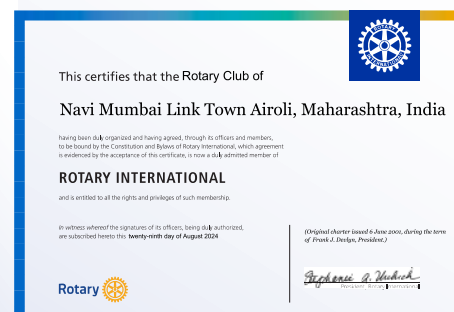 ROTARY
INTERNATIONAL
This certifies that the Rotary Club of
Navi Mumbai Link Town Airoli, Maharashtra, India
having been duly organized and having agreed, through its officers and members,
to be bound by the Constitution and Bylaws of Rotary International, which agreement
is evidenced by the acceptance of this certificate, is now a duly admitted member of
ROTARY INTERNATIONAL
and is entitled to all the rights and privileges of such membership.
In witness whereof the signatures of its officers, being duly authorized,
are subscribed hereto this twenty-ninth day of August 2024
(Original charter issued 6 June 2001, during the term
of Frank J. Devlyn, President.)
Stephanie A. Urchick
President Rotary International
Rotary